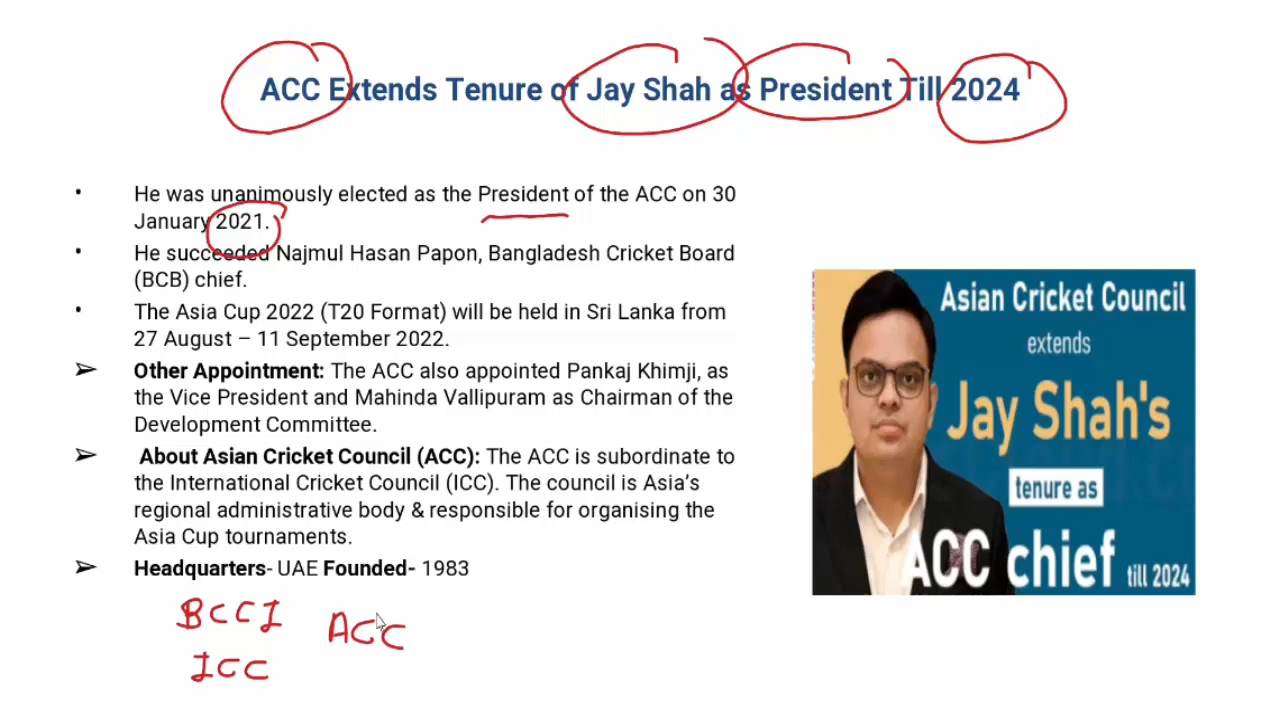 ACC Extends Tenure of Jay Shah as President Till 2024
• He was unanimously elected as the President of the ACC on 30
January 2021.
• He succeeded Najmul Hasan Papon, Bangladesh Cricket Board
(BCB) chief.
• The Asia Cup 2022 (T20 Format) will be held in Sri Lanka from
27 August – 11 September 2022.
➢ Other Appointment: The ACC also appointed Pankaj Khimji, as
the Vice President and Mahinda Vallipuram as Chairman of the
Development Committee.
➢ About Asian Cricket Council (ACC): The ACC is subordinate to
the International Cricket Council (ICC). The council is Asia's
regional administrative body & responsible for organising the
Asia Cup tournaments.
➢ Headquarters- UAE Founded- 1983
BCCI
ACC
ICC
Asian Cricket Council
extends
Jay Shah's
tenure as
ACC chief till 2024